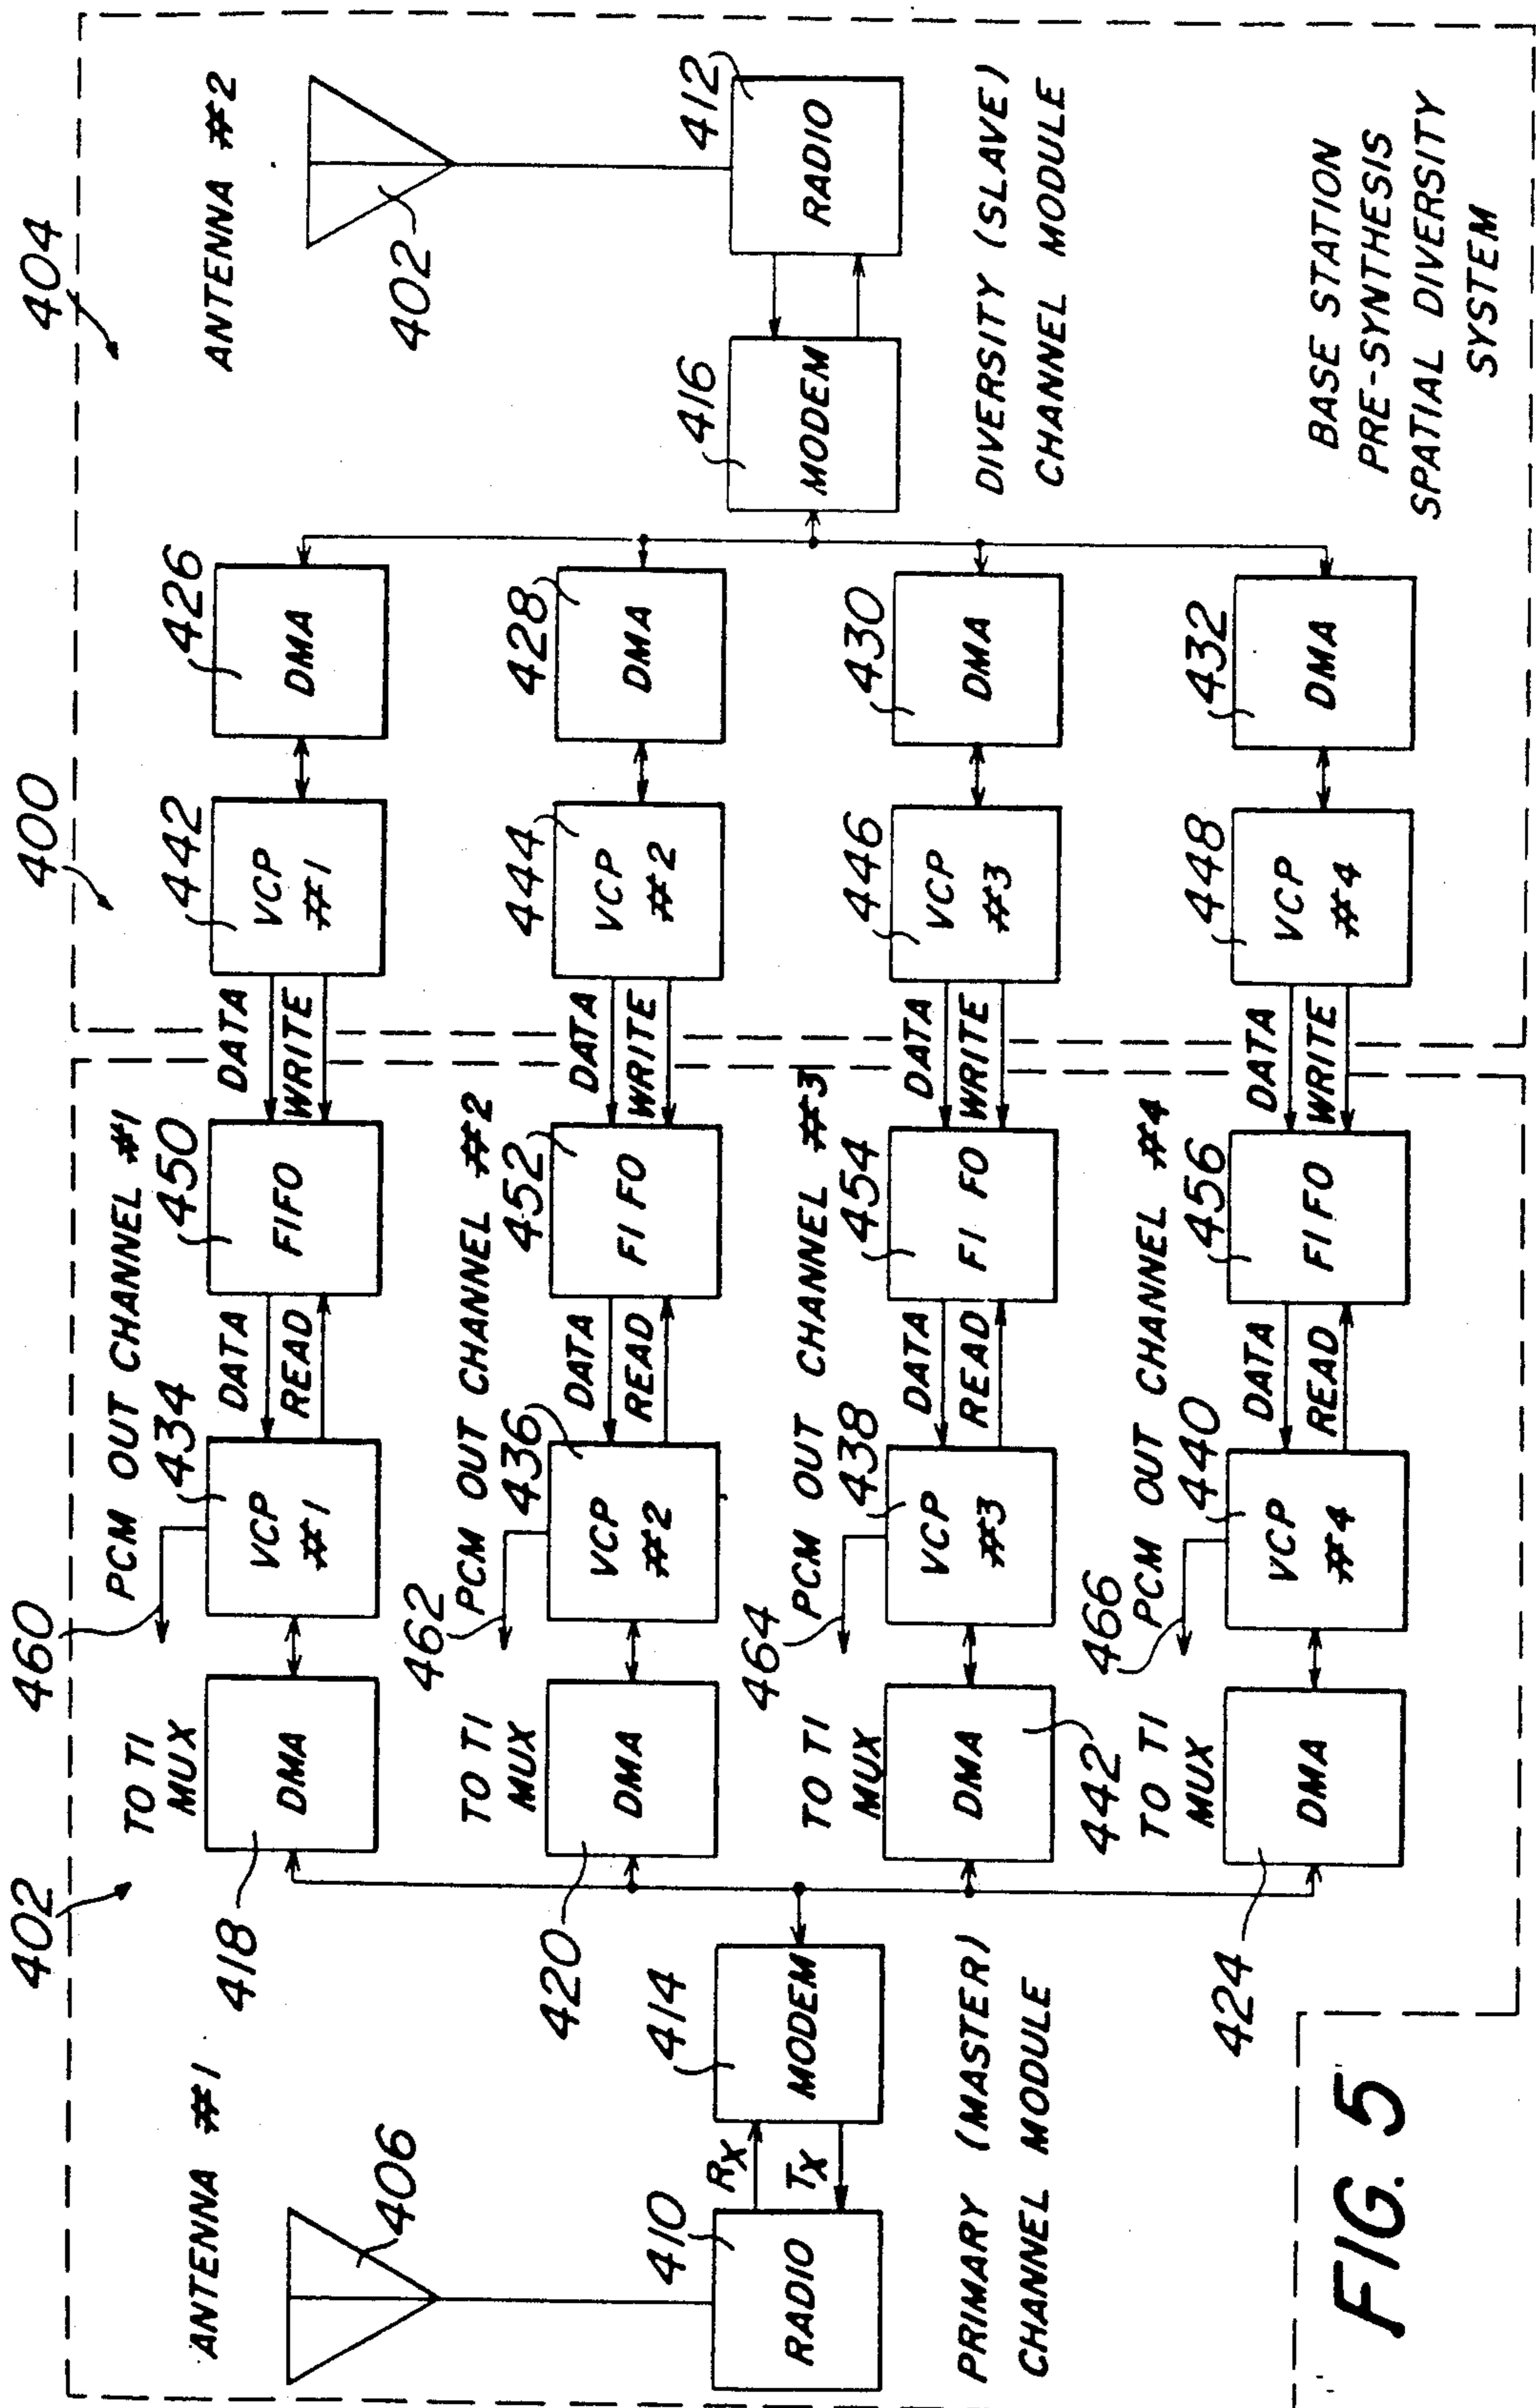 402
460
400
404
ANTENNA #1
406
RADIO
410
RX
TX
MODEM
414
PRIMARY (MASTER)
CHANNEL MODULE
TO T1
MUX
DMA
418
PCM OUT CHANNEL #1
434
VCP
#1
DATA
READ
450
FIFO
DATA
WRITE
442
VCP
#1
426
DMA
TO T1
MUX
DMA
420
462
PCM OUT CHANNEL #2
436
VCP
#2
DATA
READ
452
FIFO
DATA
WRITE
444
VCP
#2
428
DMA
TO T1
MUX
DMA
442
464
PCM OUT CHANNEL #3
438
VCP
#3
DATA
READ
454
FIFO
DATA
WRITE
446
VCP
#3
430
DMA
TO T1
MUX
DMA
424
466
PCM OUT CHANNEL #4
440
VCP
#4
DATA
READ
456
FIFO
DATA
WRITE
448
VCP
#4
432
DMA
ANTENNA #2
402
412
RADIO
416
MODEM
DIVERSITY (SLAVE)
CHANNEL MODULE
BASE STATION
PRE-SYNTHESIS
SPATIAL DIVERSITY
SYSTEM
FIG. 5